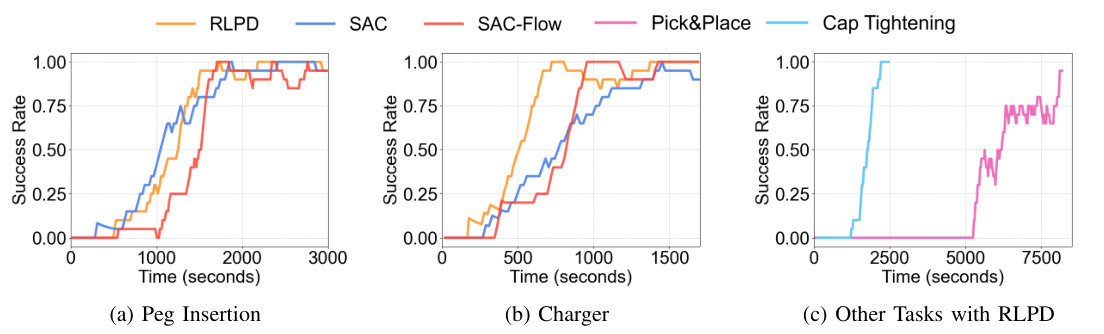 RLPD SAC SAC-Flow Pick&Place Cap Tightening
Success Rate
1.00
0.75
0.50
0.25
0.00
0 1000 2000 3000
Time (seconds)
(a) Peg Insertion
Success Rate
1.00
0.75
0.50
0.25
0.00
0 500 1000 1500
Time (seconds)
(b) Charger
Success Rate
1.00
0.75
0.50
0.25
0.00
0 2500 5000 7500
Time (seconds)
(c) Other Tasks with RLPD